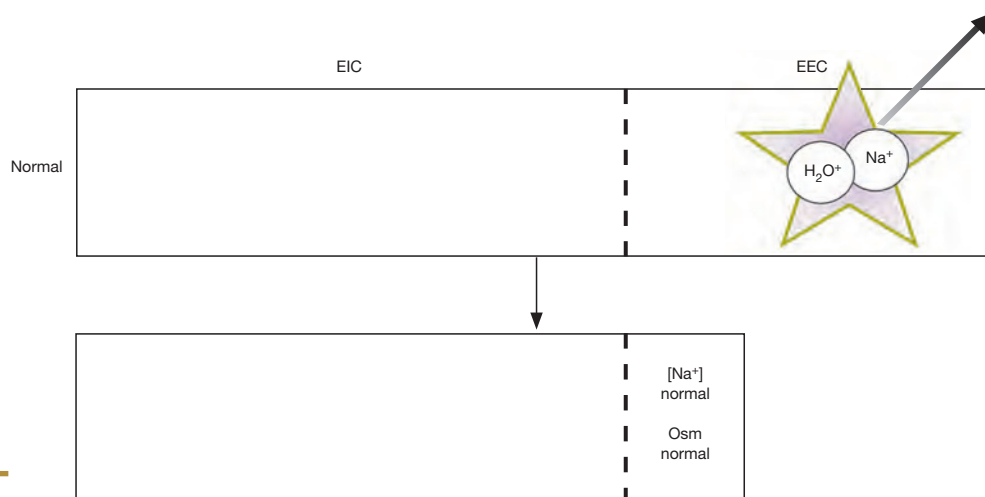 EIC
EEC
Normal
H₂O⁺
Na⁺
[Na⁺]
normal
Osm
normal